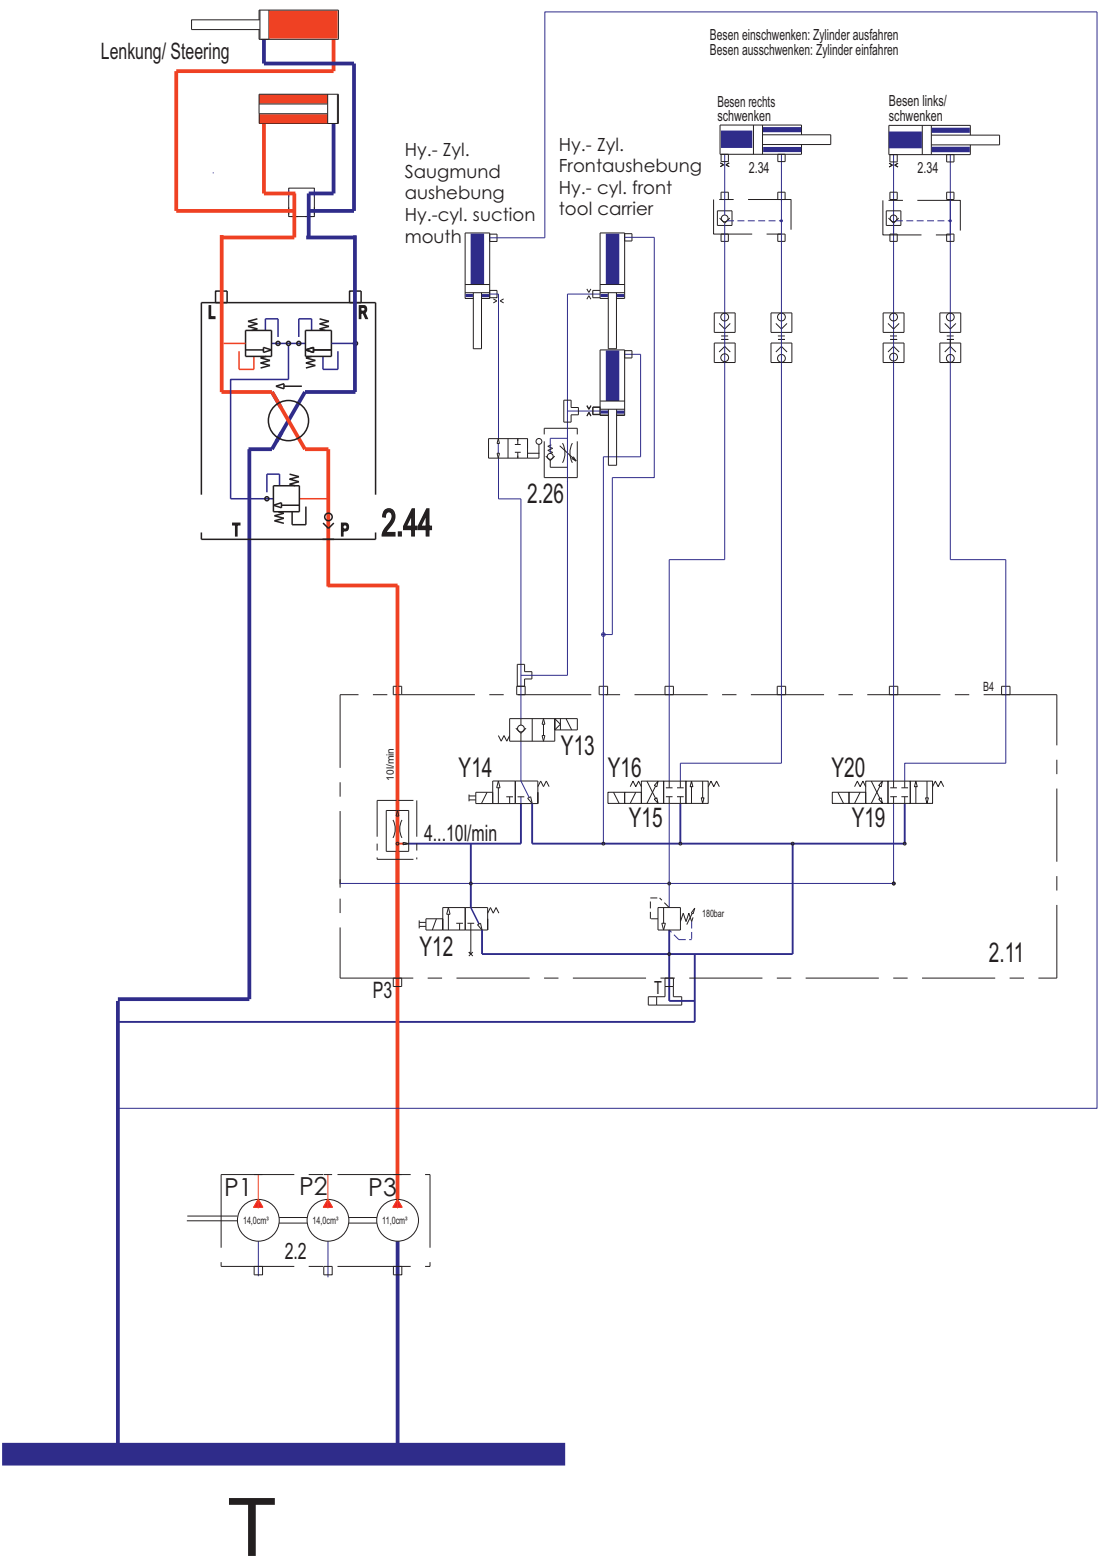 Besen einschwenken: Zylinder ausfahren
Besen ausschwenken: Zylinder einfahren
Lenkung/ Steering
Besen rechts
schwenken
2.34
Besen links/
schwenken
2.34
Hy.- Zyl.
Saugmund
aushebung
Hy.-cyl. suction
mouth
Hy.- Zyl.
Frontaushebung
Hy.- cyl. front
tool carrier
L
R
2.26
T
P
2.44
B4
10l/min
Y13
Y14
Y16
Y15
Y20
Y19
4...10l/min
Y12
180bar
2.11
P3
T
P1
P2
P3
14,0cm³
14,0cm³
11,0cm³
2.2
T